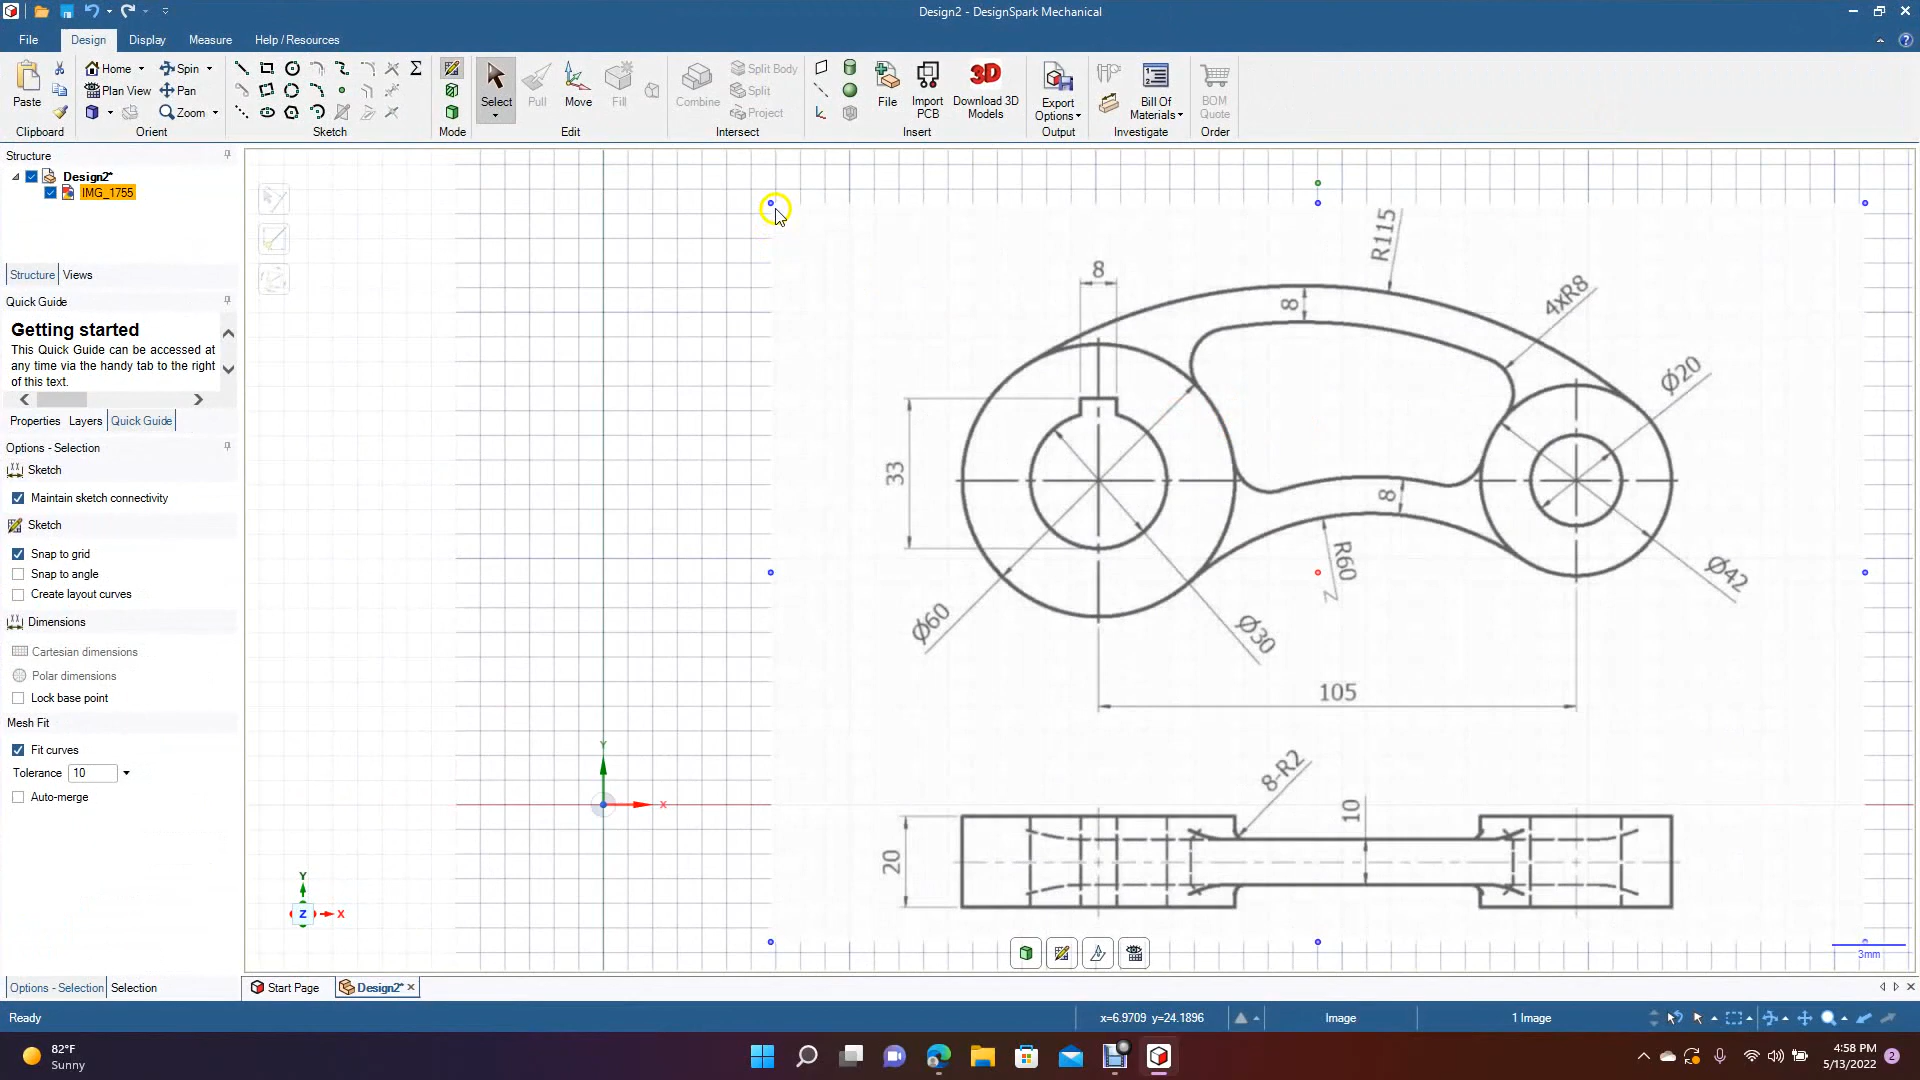 Design2 - DesignSpark Mechanical
File Design Display Measure Help / Resources
Paste
Clipboard
Home Spin
Plan View Pan
Zoom
Orient
Sketch
Mode
Select Pull Move Fill
Edit
Combine Split Body
Split
Project
Intersect
File Import PCB Download 3D Models
Insert
3D
Export Options
Output
Bill Of Materials
Investigate
BOM Quote
Order
Structure
Design2*
IMG_1755
Structure Views
Quick Guide
Getting started
This Quick Guide can be accessed at
any time via the handy tab to the right
of this text.
Properties Layers Quick Guide
Options - Selection
Sketch
Maintain sketch connectivity
Sketch
Snap to grid
Snap to angle
Create layout curves
Dimensions
Cartesian dimensions
Polar dimensions
Lock base point
Mesh Fit
Fit curves
Tolerance 10
Auto-merge
Options - Selection Selection
R115
8
8
4xR8
Ø20
33
8
R60
Z
Ø42
Ø60
Ø30
105
Y
X
8-R2
10
20
Y
Z X
3mm
Start Page Design2*
Ready
x=6.9709 y=24.1896
Image
1 Image
82°F
Sunny
4:58 PM
5/13/2022
2